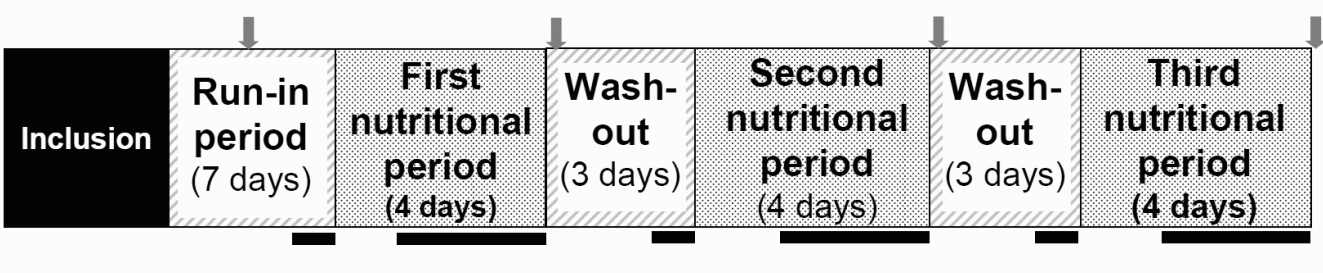 Inclusion
Run-in
period
(7 days)
First
nutritional
period
(4 days)
Wash-
out
(3 days)
Second
nutritional
period
(4 days)
Wash-
out
(3 days)
Third
nutritional
period
(4 days)